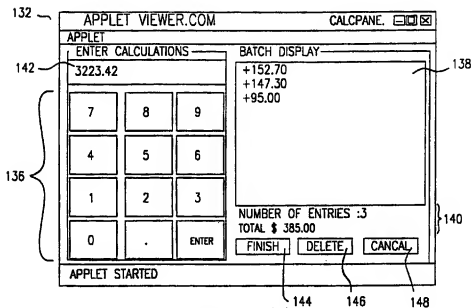 132
APPLET VIEWER.COM CALCPANE.
APPLET
ENTER CALCULATIONS
BATCH DISPLAY
142
3223.42
138
+152.70
+147.30
+95.00
136
7 8 9
4 5 6
1 2 3
0 . ENTER
NUMBER OF ENTRIES :3
TOTAL $ 385.00
140
FINISH DELETE CANCAL
APPLET STARTED
144 146 148